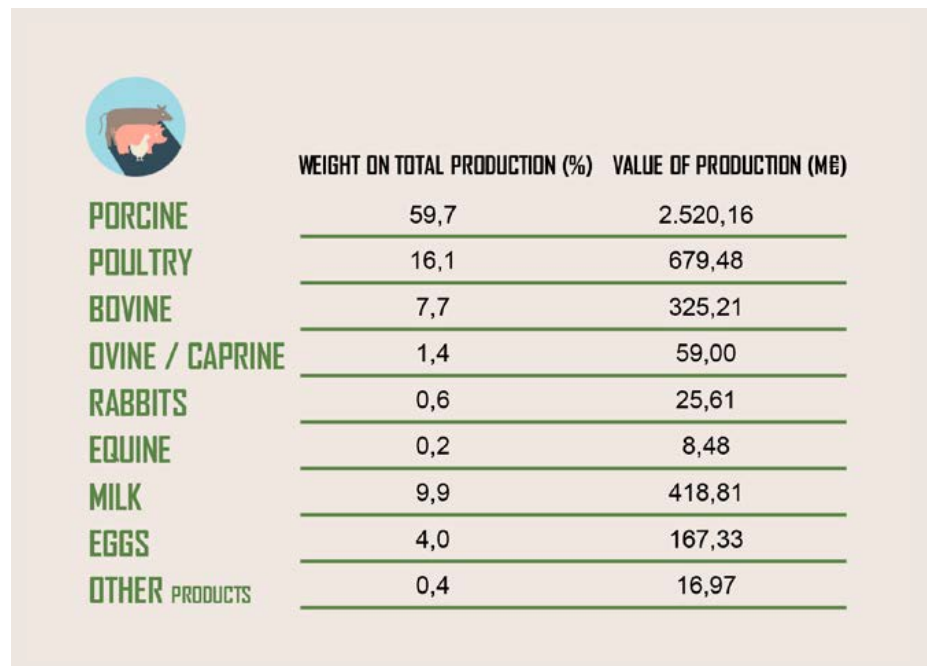 WEIGHT ON TOTAL PRODUCTION (%) VALUE OF PRODUCTION (M€)
PORCINE 59,7 2.520,16
POULTRY 16,1 679,48
BOVINE 7,7 325,21
OVINE / CAPRINE 1,4 59,00
RABBITS 0,6 25,61
EQUINE 0,2 8,48
MILK 9,9 418,81
EGGS 4,0 167,33
OTHER PRODUCTS 0,4 16,97